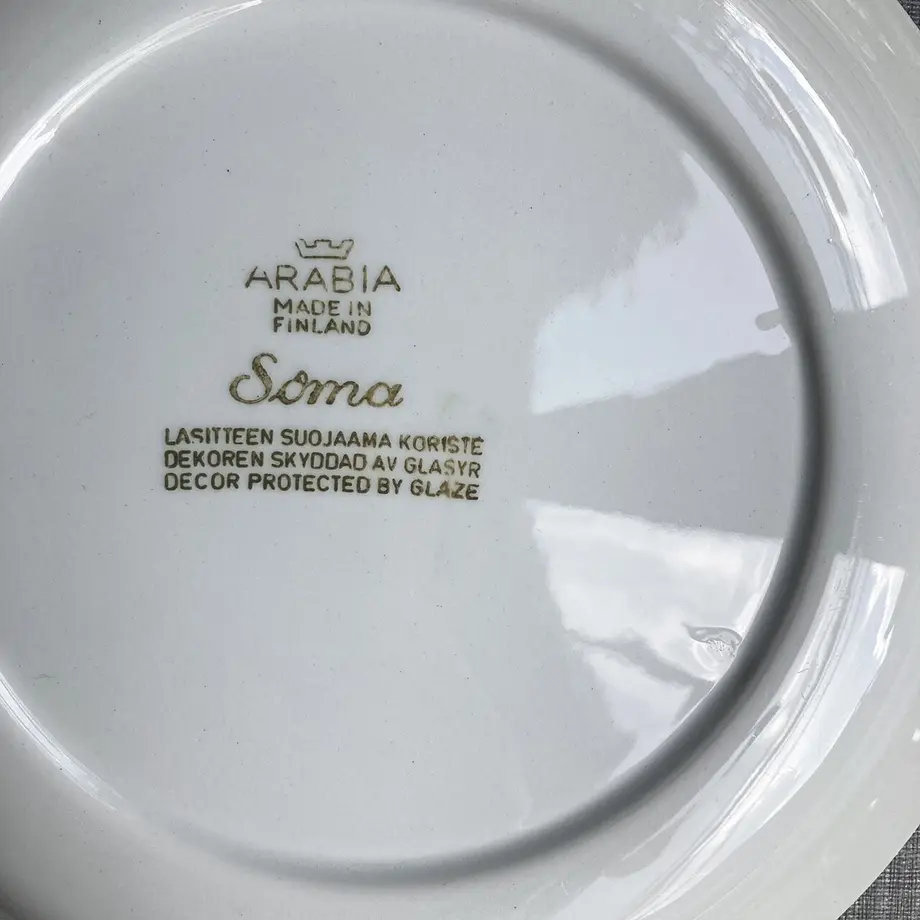 ARABIA
MADE IN
FINLAND
Soma
LASITTEEN SUOJAAMA KORISTE
DEKOREN SKYDDAD AV GLASYR
DECOR PROTECTED BY GLAZE